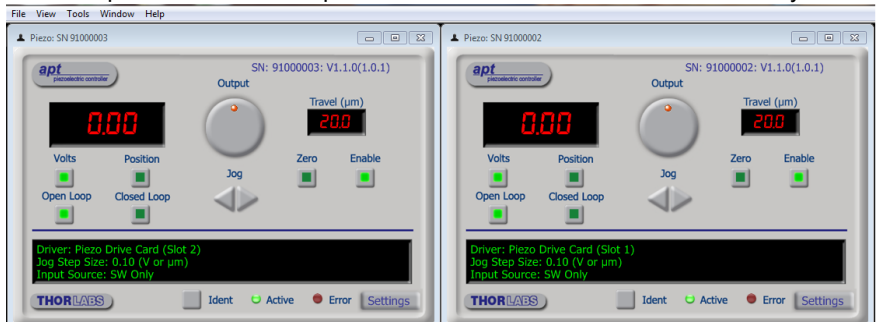 File View Tools Window Help
Piezo: SN 91000003
apt
piezoelectric controller
SN: 91000003: V1.1.0(1.0.1)
Output
Travel (μm)
0.00
20.0
Volts Position Zero Enable
Jog
Open Loop Closed Loop
Driver: Piezo Drive Card (Slot 2)
Jog Step Size: 0.10 (V or μm)
Input Source: SW Only
THORLABS Ident Active Error Settings
Piezo: SN 91000002
apt
piezoelectric controller
SN: 91000002: V1.1.0(1.0.1)
Output
Travel (μm)
0.00
20.0
Volts Position Zero Enable
Jog
Open Loop Closed Loop
Driver: Piezo Drive Card (Slot 1)
Jog Step Size: 0.10 (V or μm)
Input Source: SW Only
THORLABS Ident Active Error Settings